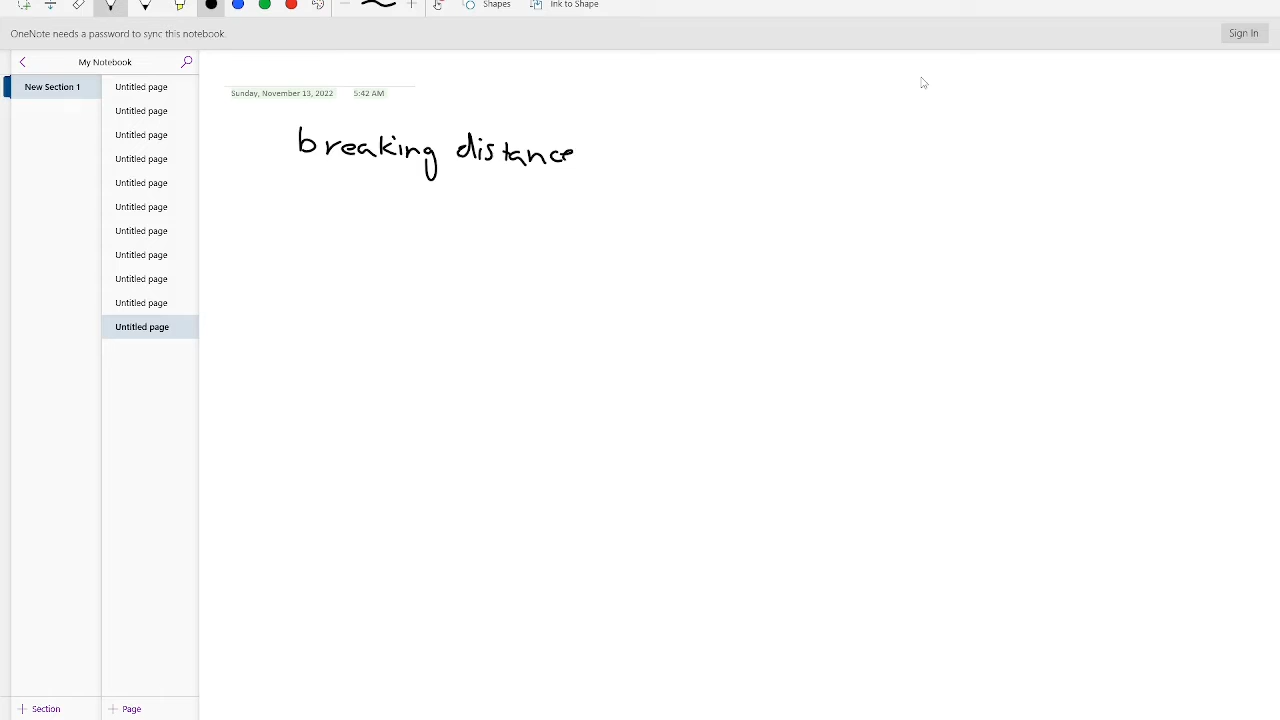 Shapes
Ink to Shape
OneNote needs a password to sync this notebook.
Sign In
My Notebook
New Section 1
Untitled page
Untitled page
Untitled page
Untitled page
Untitled page
Untitled page
Untitled page
Untitled page
Untitled page
Untitled page
Untitled page
Sunday, November 13, 2022 5:42 AM
breaking distance
+ Section
+ Page